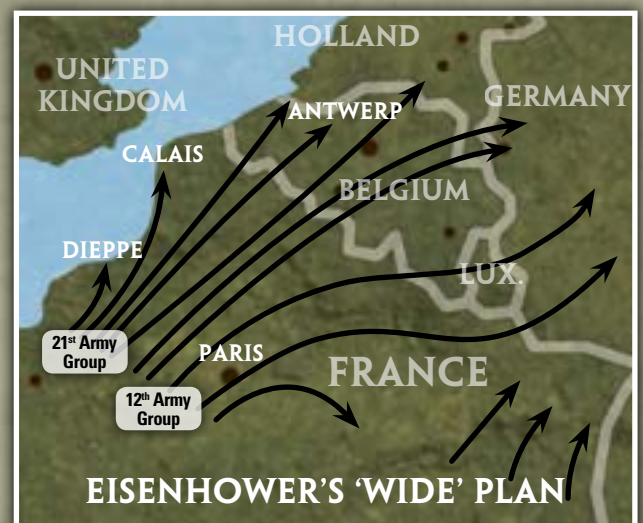 HOLLAND
UNITED
KINGDOM
GERMANY
ANTWERP
CALAIS
BELGIUM
DIEPPE
LUX.
21st Army
Group
PARIS
FRANCE
12th Army
Group
EISENHOWER'S 'WIDE' PLAN